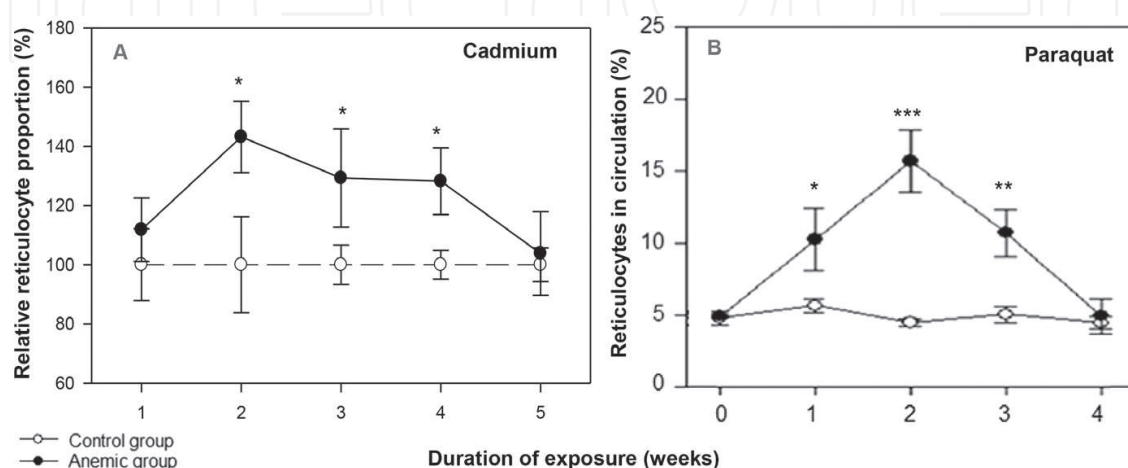 A
Cadmium
Relative reticulocyte proportion (%)
180
160
140
120
100
80
60
*
*
*
1 2 3 4 5
B
Paraquat
Reticulocytes in circulation (%)
25
20
15
10
5
0
*
***
**
0 1 2 3 4
Control group
Anemic group
Duration of exposure (weeks)